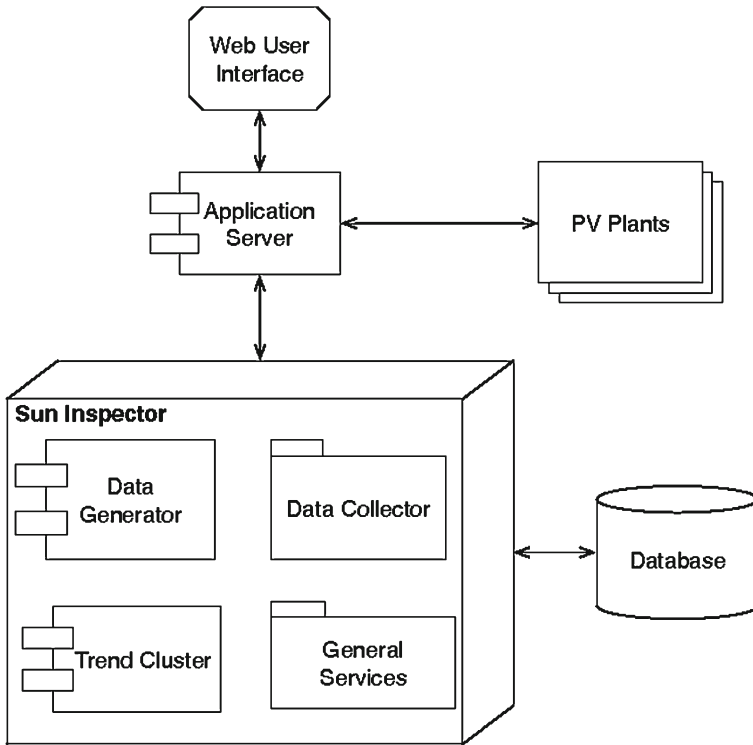 Web User
Interface
Application
Server
PV Plants
Sun Inspector
Data
Generator
Data Collector
Database
Trend Cluster
General
Services